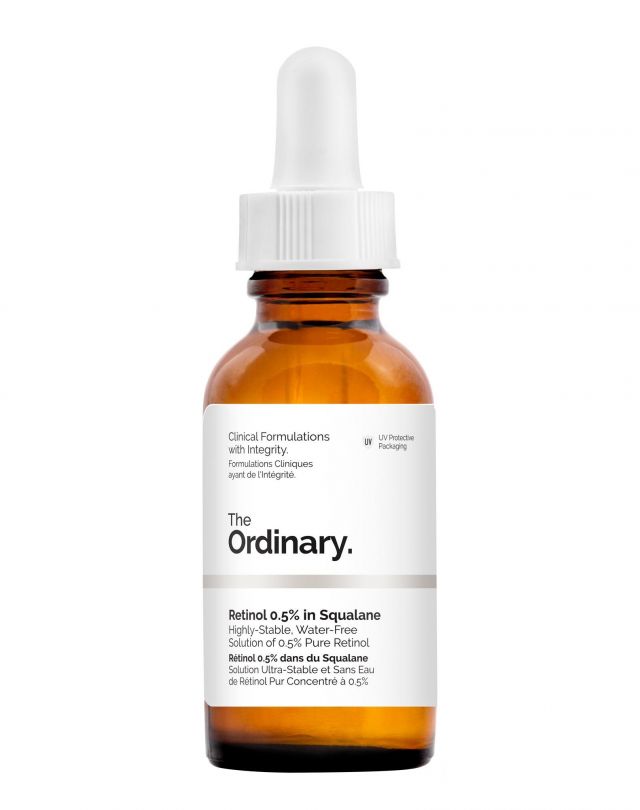 Clinical Formulations
with Integrity.
Formulations Cliniques
ayant de l'Intégrité.
UV
UV Protective
Packaging
The
Ordinary.
Retinol 0.5% in Squalane
Highly-Stable, Water-Free
Solution of 0.5% Pure Retinol
Rétinol 0.5% dans du Squalane
Solution Ultra-Stable et Sans Eau
de Rétinol Pur Concentré à 0.5%